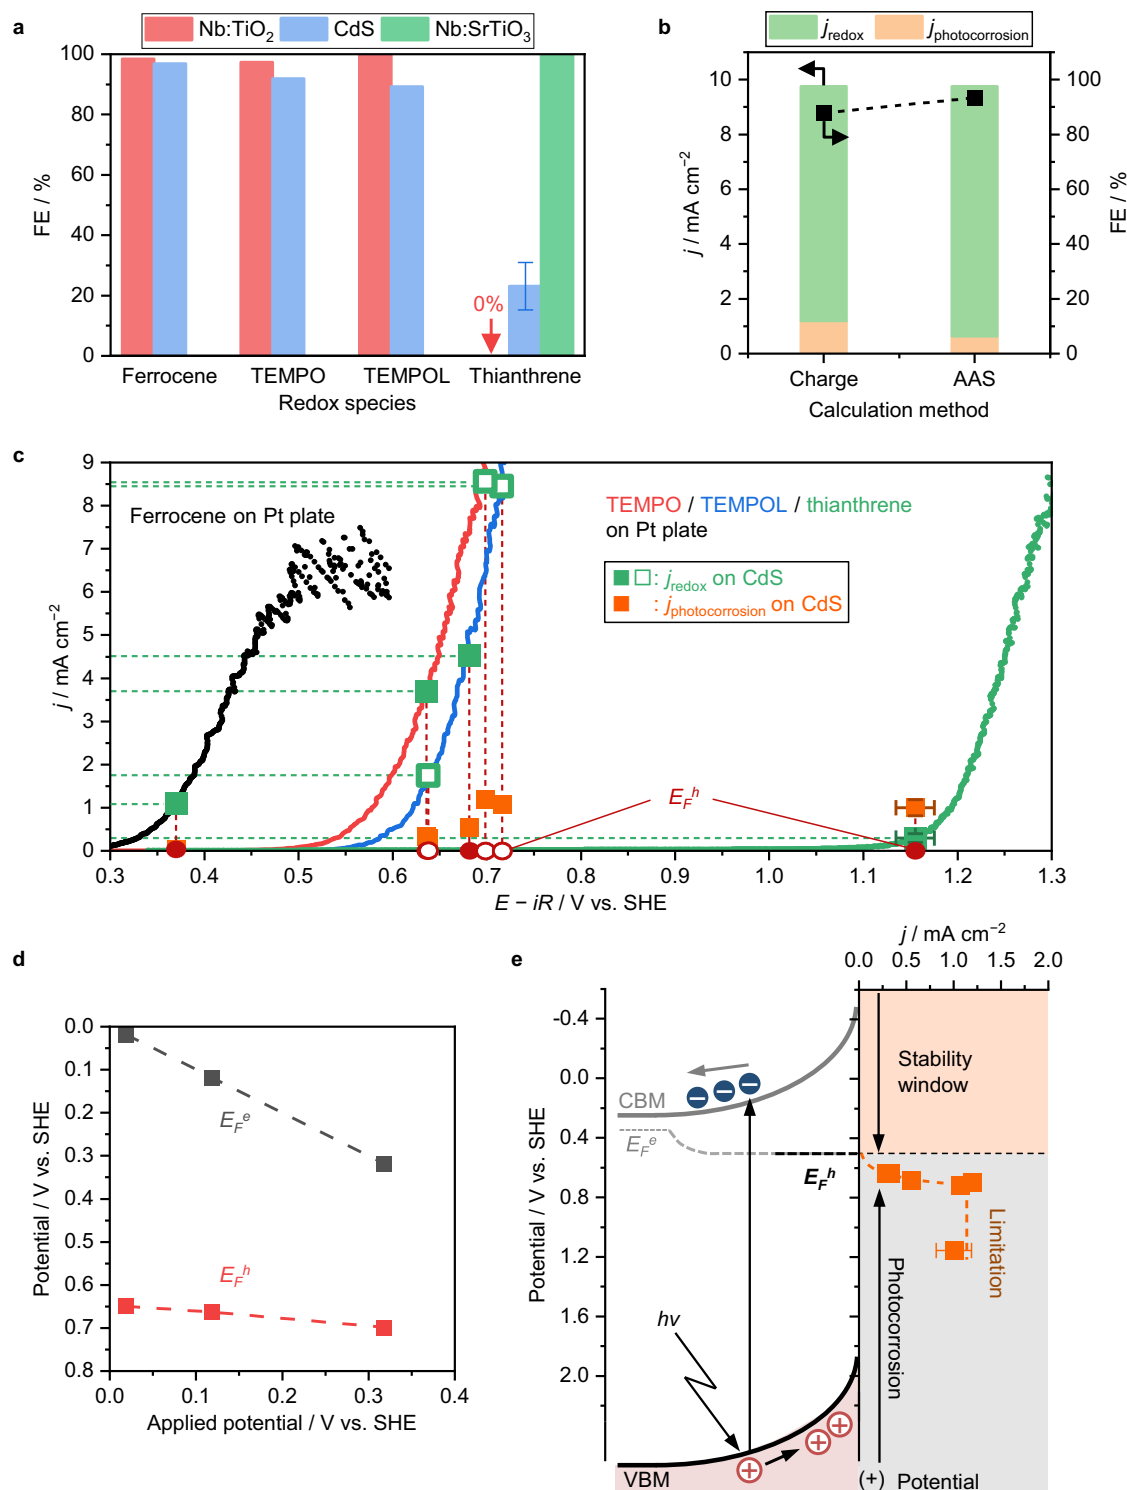 a
Nb:TiO2 CdS Nb:SrTiO3
100
80
60
40
20
0
FE / %
0%
Ferrocene TEMPO TEMPOL Thianthrene
Redox species
b
jredox jphotocorrosion
10
8
6
4
2
0
j / mA cm−2
100
80
60
40
20
0
FE / %
Charge AAS
Calculation method
c
9
8
7
6
5
4
3
2
1
0
j / mA cm−2
Ferrocene on Pt plate
TEMPO / TEMPOL / thianthrene
on Pt plate
: jredox on CdS
: jphotocorrosion on CdS
EFh
0.3 0.4 0.5 0.6 0.7 0.8 0.9 1.0 1.1 1.2 1.3
E − iR / V vs. SHE
d
0.0
0.1
0.2
0.3
0.4
0.5
0.6
0.7
0.8
Potential / V vs. SHE
EFe
EFh
0.0 0.1 0.2 0.3 0.4
Applied potential / V vs. SHE
e
j / mA cm−2
0.0 0.5 1.0 1.5 2.0
-0.4
0.0
0.4
0.8
1.2
1.6
2.0
Potential / V vs. SHE
CBM
EFe
EFh
hν
VBM
Stability
window
Limitation
Photocorrosion
(+) Potential